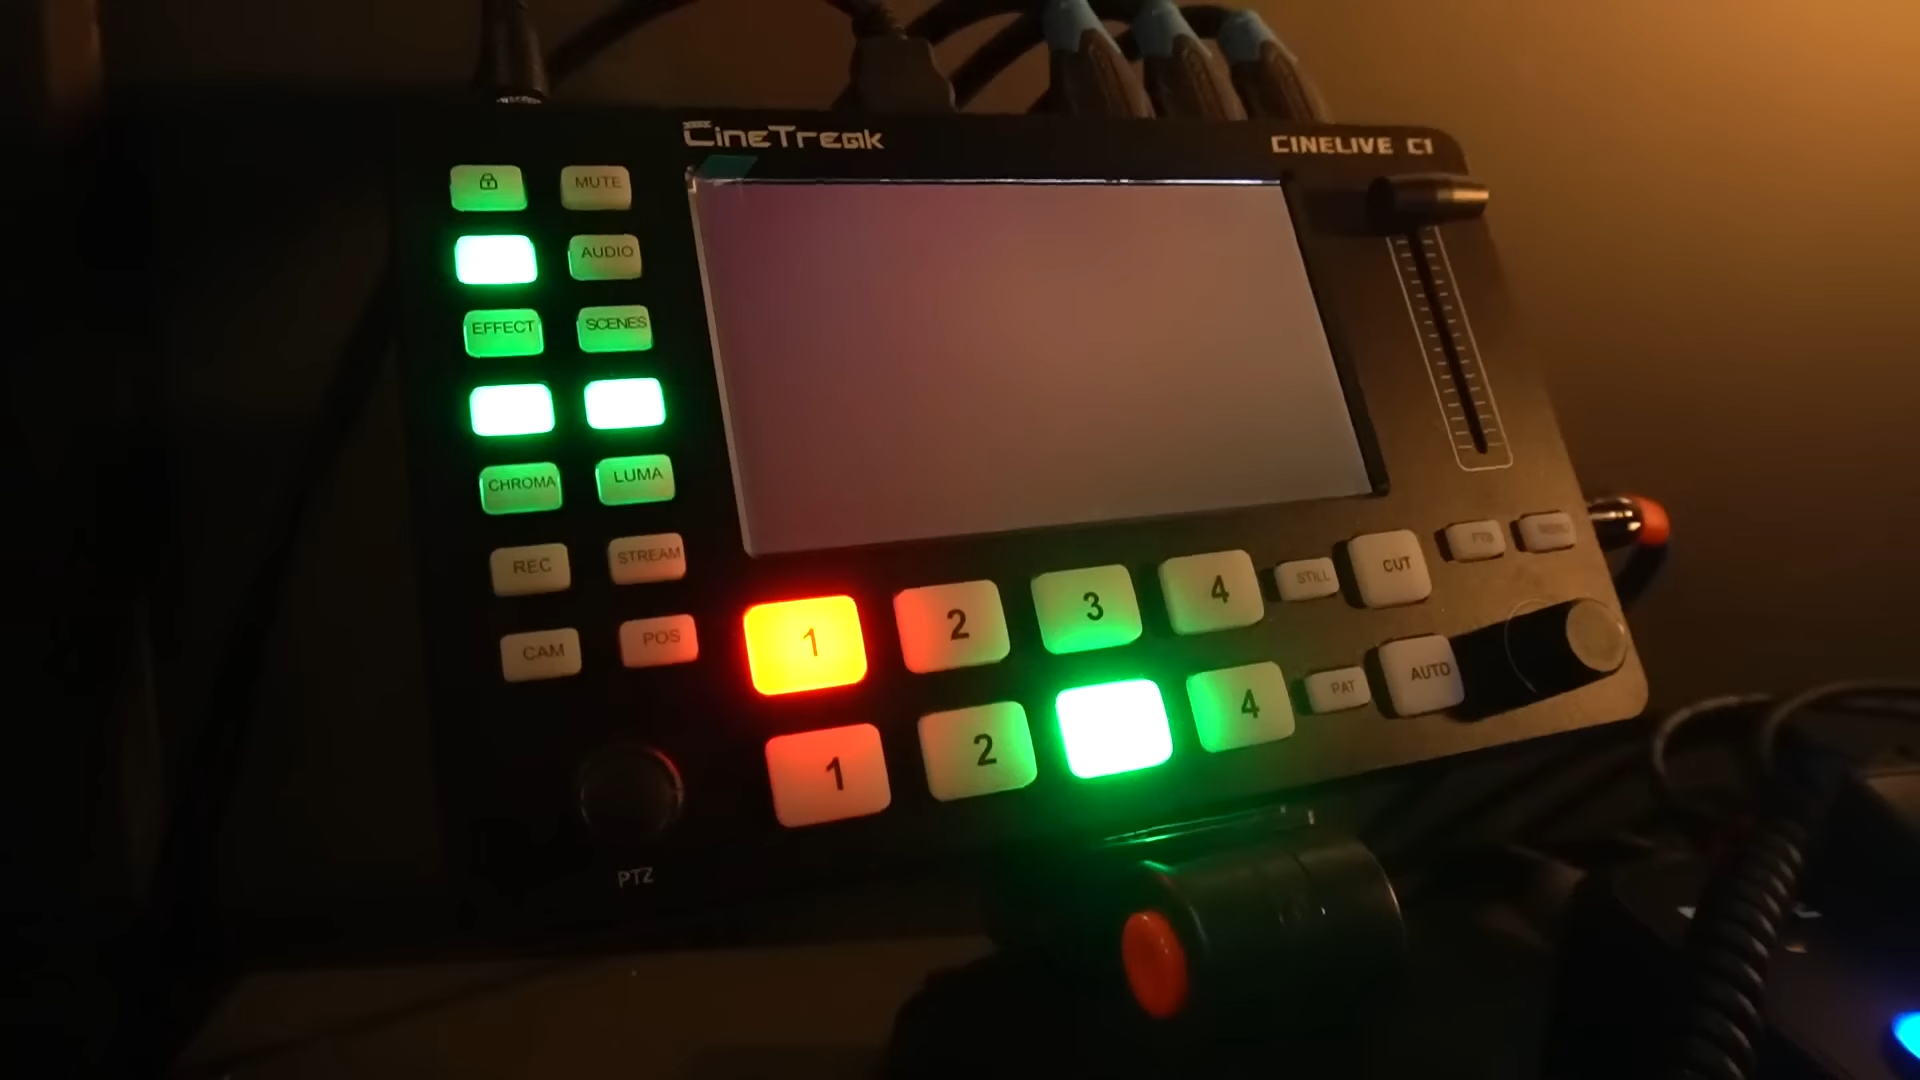 CineTreak
CINELIVE C1
MUTE
AUDIO
EFFECT
SCENES
CHROMA
LUMA
REC
STREAM
CAM
POS
1
2
3
4
STILL
CUT
FTB
1
2
4
PAT
AUTO
PTZ